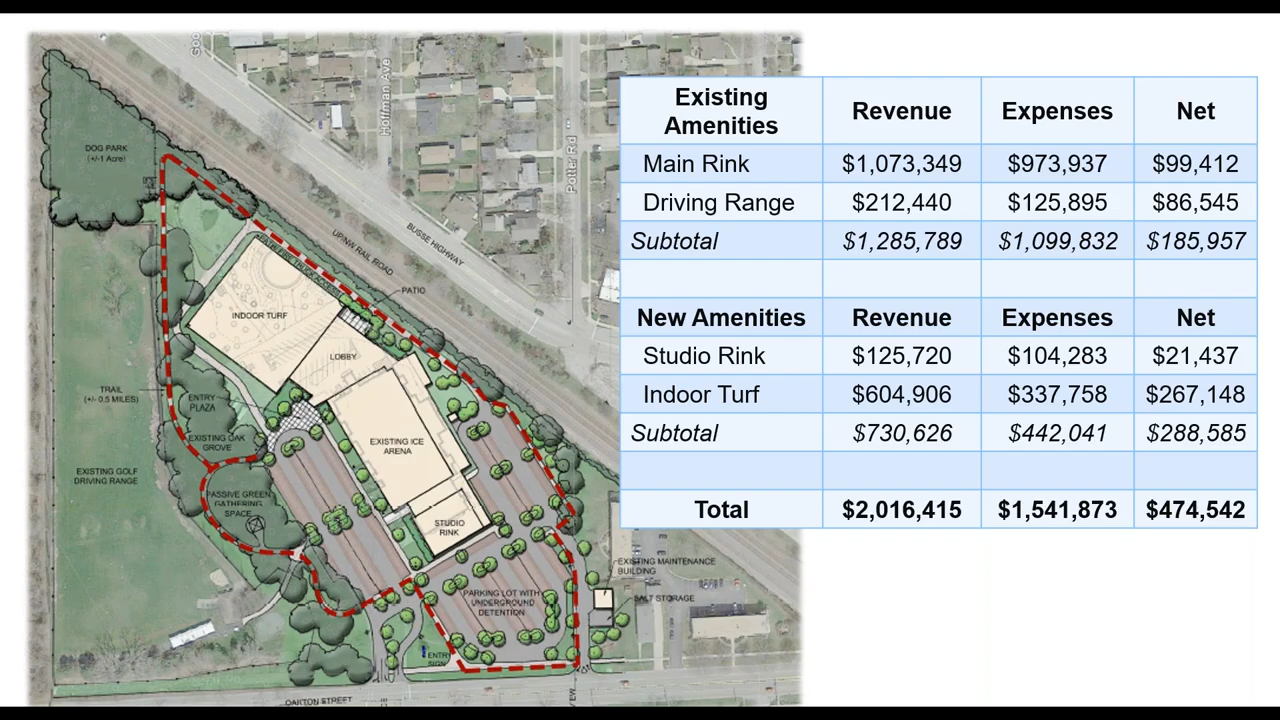 Hoffman Ave
Potter Rd
DOG PARK
(+/-1 Acre)
BUSSE HIGHWAY
UP/NW RAIL ROAD
PATIO
INDOOR TURF
LOBBY
TRAIL
(+/- 0.5 MILES)
ENTRY
PLAZA
EXISTING OAK
GROVE
EXISTING ICE
ARENA
EXISTING GOLF
DRIVING RANGE
PASSIVE GREEN
GATHERING
SPACE
STUDIO
RINK
EXISTING MAINTENANCE
BUILDING
SALT STORAGE
PARKING LOT WITH
UNDERGROUND
DETENTION
ENTRY
SIGN
OAKTON STREET
Existing
Amenities Revenue Expenses Net
Main Rink $1,073,349 $973,937 $99,412
Driving Range $212,440 $125,895 $86,545
Subtotal $1,285,789 $1,099,832 $185,957
New Amenities Revenue Expenses Net
Studio Rink $125,720 $104,283 $21,437
Indoor Turf $604,906 $337,758 $267,148
Subtotal $730,626 $442,041 $288,585
Total $2,016,415 $1,541,873 $474,542